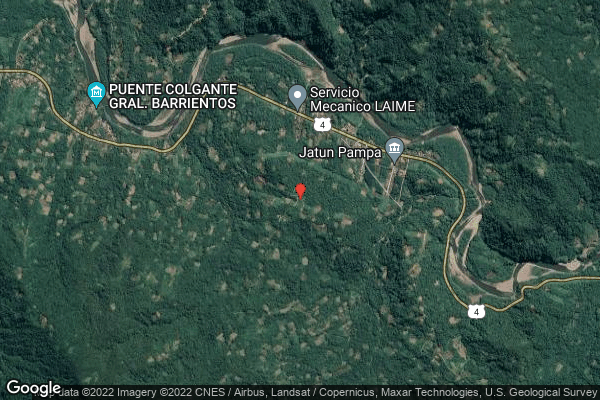 PUENTE COLGANTE
GRAL. BARRIENTOS
Servicio
Mecanico LAIME
4
Jatun Pampa
4
Google
data ©2022 Imagery ©2022 CNES / Airbus, Landsat / Copernicus, Maxar Technologies, U.S. Geological Survey